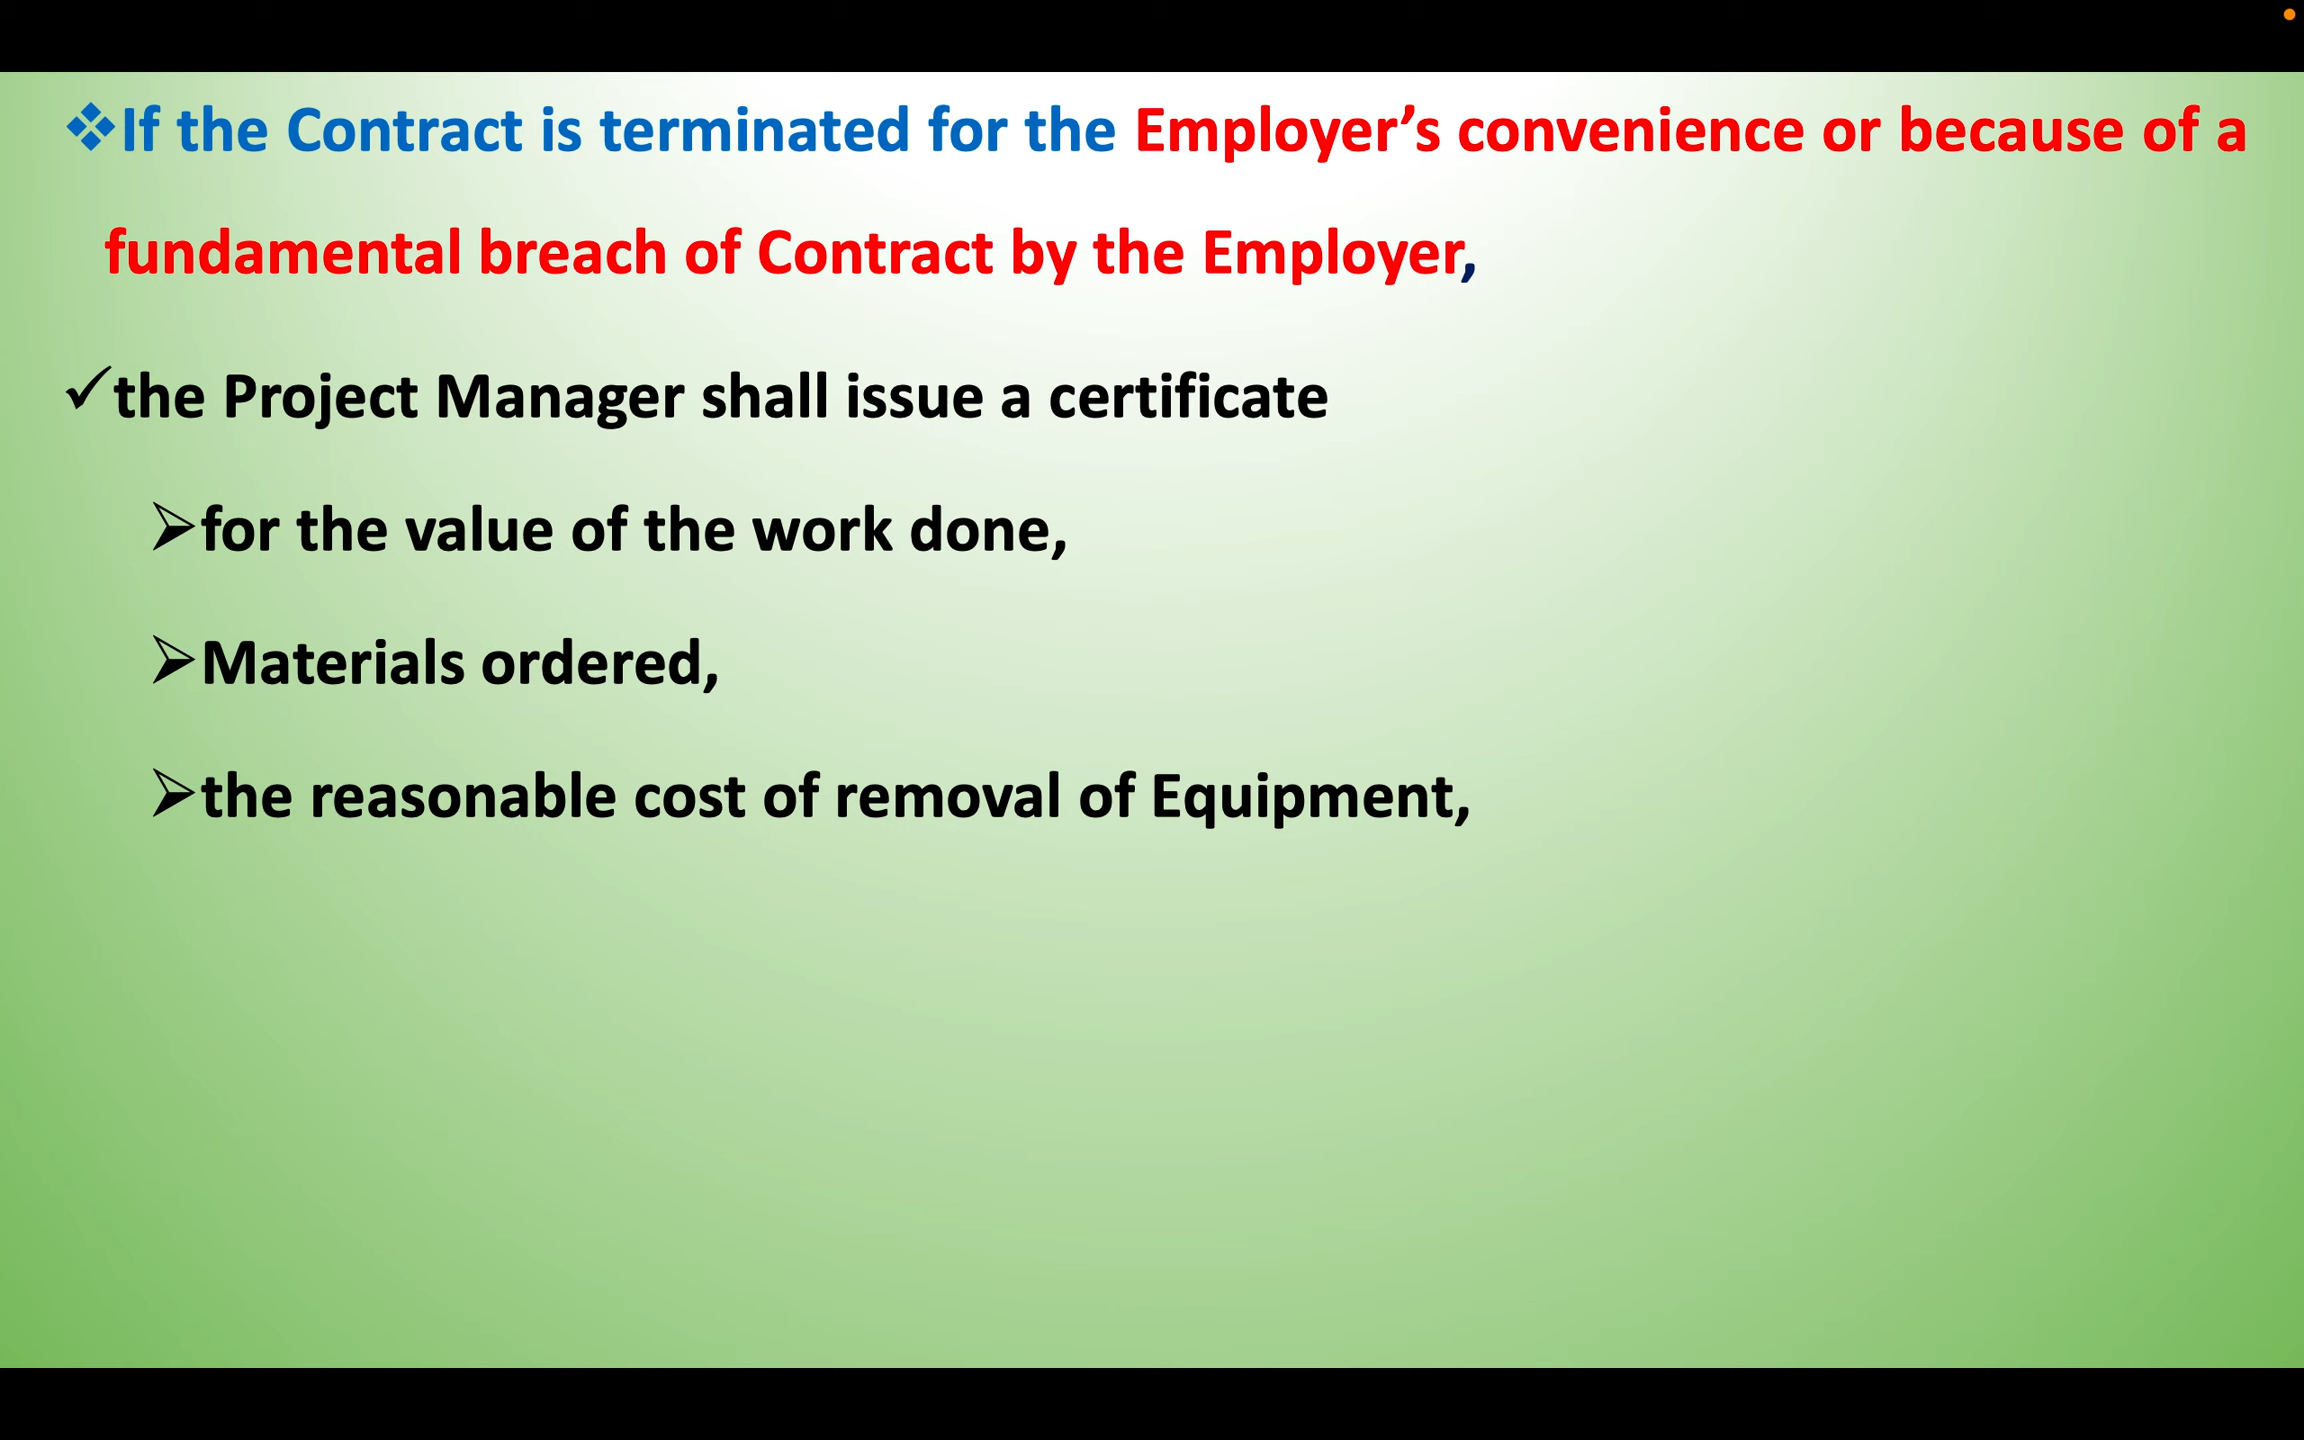 ❖If the Contract is terminated for the Employer’s convenience or because of a
fundamental breach of Contract by the Employer,
✓the Project Manager shall issue a certificate
➢for the value of the work done,
➢Materials ordered,
➢the reasonable cost of removal of Equipment,